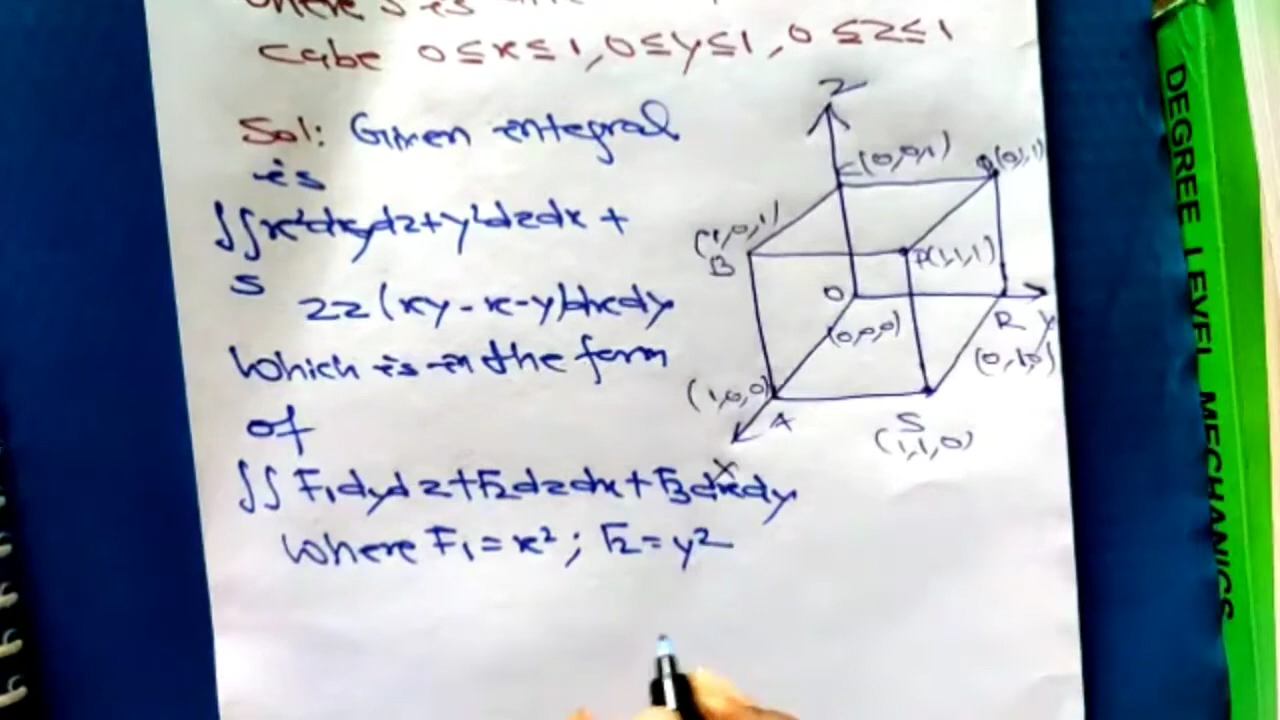 where S is the
Cube 0≤x≤1, 0≤y≤1, 0≤z≤1
Sol: Given integral
is
∬x²dydz+y²dzdx+
S
2z(xy-x-y)dxdy
which is in the form
of
∬ F₁dydz+F₂dzdx+F₃dxdy
where F₁=x²; F₂=y²
Z
C(0,0,1)
Q(0,1,1)
(1,0,1)
B
P(1,1,1)
O
(0,0,0)
R Y
(0,1,0)
(1,0,0)
A
S
(1,1,0)
X
DEGREE LEVEL MECHANICS